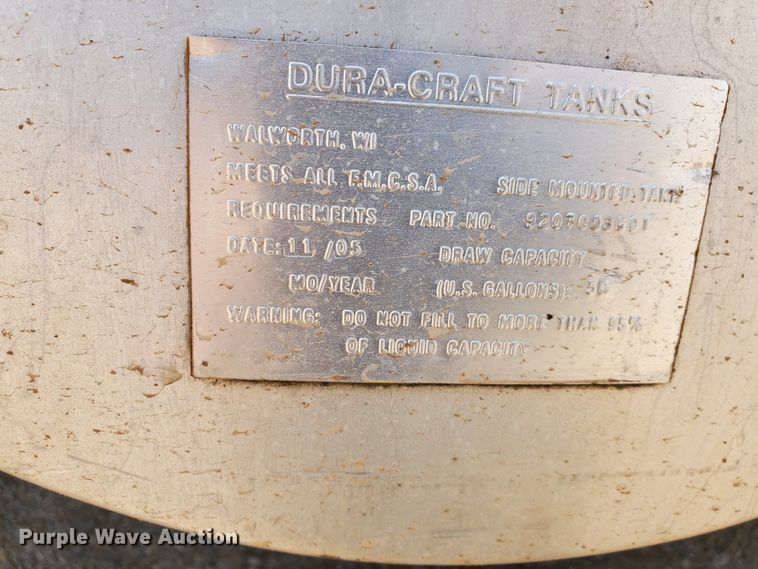 DURA-CRAFT TANKS
WALWORTH, WI
MEETS ALL F.M.C.S.A. SIDE MOUNTED TANK
REQUIREMENTS PART NO.
DATE: 11 /05 DRAW CAPACITY
MO/YEAR (U.S. GALLONS): 50
WARNING: DO NOT FILL TO MORE THAN 95%
OF LIQUID CAPACITY
Purple Wave Auction